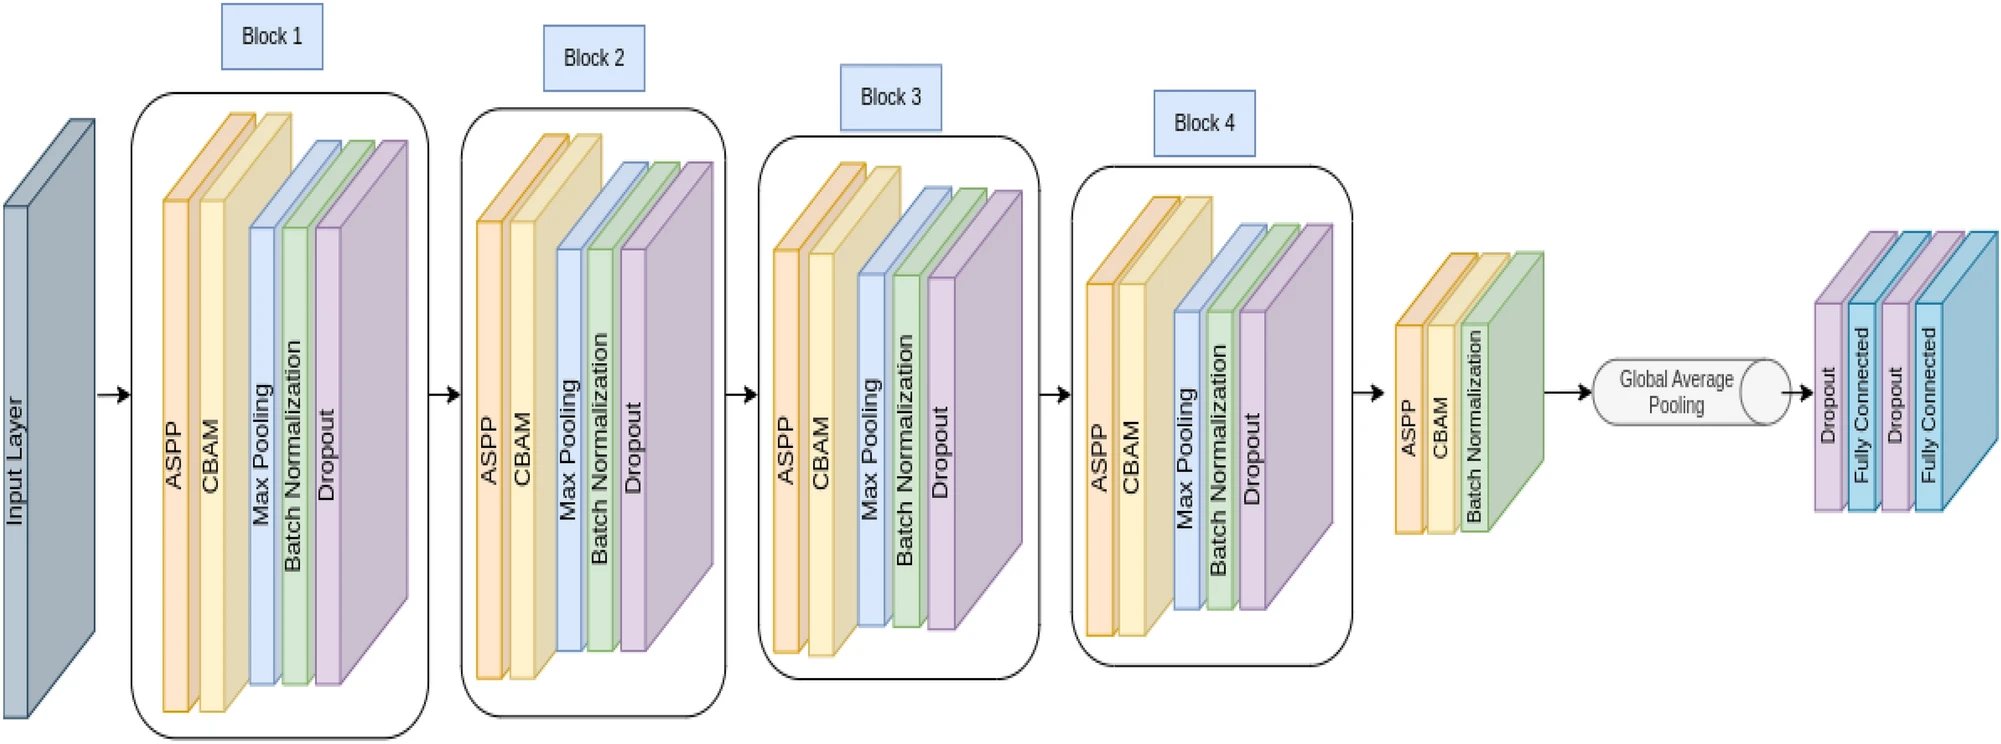 Block 1
Block 2
Block 3
Block 4
Input Layer
ASPP
CBAM
Max Pooling
Batch Normalization
Dropout
ASPP
CBAM
Max Pooling
Batch Normalization
Dropout
ASPP
CBAM
Max Pooling
Batch Normalization
Dropout
ASPP
CBAM
Max Pooling
Batch Normalization
Dropout
ASPP
CBAM
Batch Normalization
Global Average
Pooling
Dropout
Fully Connected
Dropout
Fully Connected